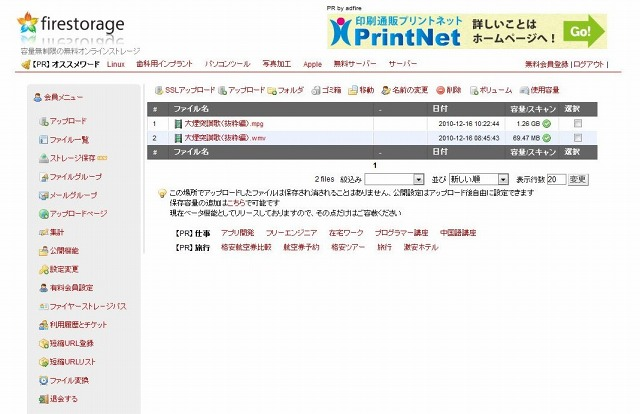 firestorage
容量無制限の無料オンラインストレージ
PR by adfire
印刷通販プリントネット
PrintNet
詳しいことは
ホームページへ!
Go!
【PR】オススメワード Linux 歯科用インプラント パソコンツール 写真加工 Apple 無料サーバー サーバー
無料会員登録 | ログアウト |
会員メニュー
アップロード
ファイル一覧
ストレージ保存
ファイルグループ
メールグループ
アップロードページ
集計
公開機能
設定変更
有料会員設定
ファイヤーストレージパス
利用履歴とチケット
短縮URL登録
短縮URLリスト
ファイル変換
退会する
SSLアップロード アップロード フォルダ ゴミ箱 移動 名前の変更 削除 ボリューム 使用容量
# ファイル名 - 日付 容量/スキャン 選択
1 大煙突讃歌(抜粋編).mpg 2010-12-16 10:22:44 1.26 GB
2 大煙突讃歌(抜粋編).wmv 2010-12-16 08:45:43 69.47 MB
# ファイル名 - 日付 容量/スキャン 選択
1
2 files 絞込み 並び 新しい順 表示行数 20 変更
この場所でアップロードしたファイルは保存され消されることはありません、公開設定はアップロード後自由に設定できます
保存容量の追加はこちらで可能です
現在ベータ機能としてリリースしておりますので、その点だけはご容赦ください
【PR】仕事 アプリ開発 フリーエンジニア 在宅ワーク プログラマー講座 中国語講座
【PR】旅行 格安航空券比較 航空券予約 格安ツアー 旅行 激安ホテル